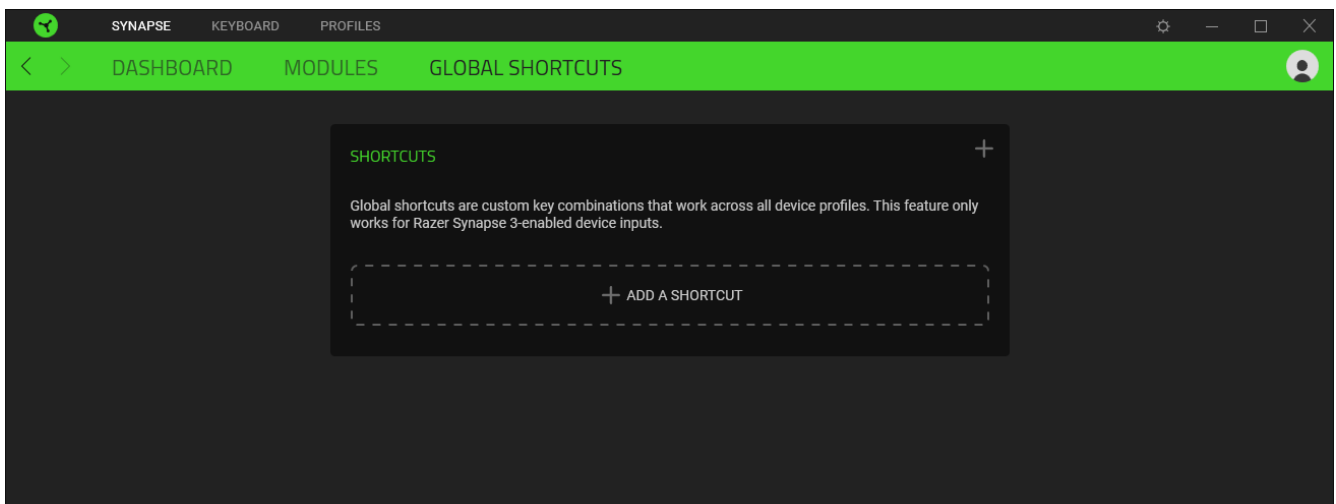 SYNAPSE KEYBOARD PROFILES
DASHBOARD MODULES GLOBAL SHORTCUTS
SHORTCUTS
Global shortcuts are custom key combinations that work across all device profiles. This feature only
works for Razer Synapse 3-enabled device inputs.
ADD A SHORTCUT